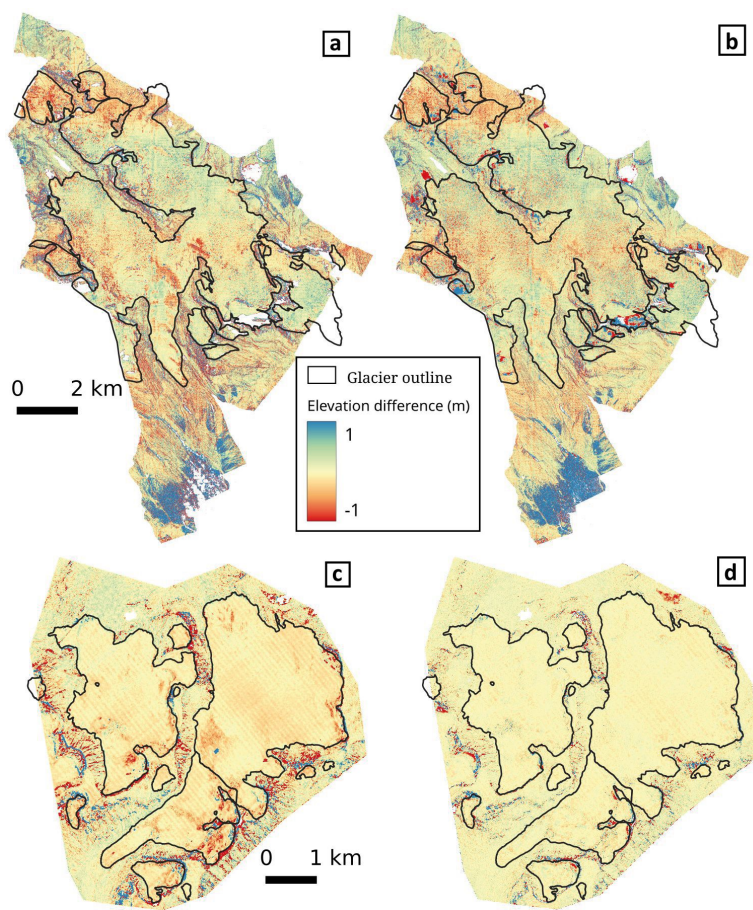 a
b
0 2 km
Glacier outline
Elevation difference (m)
1
-1
c
d
0 1 km